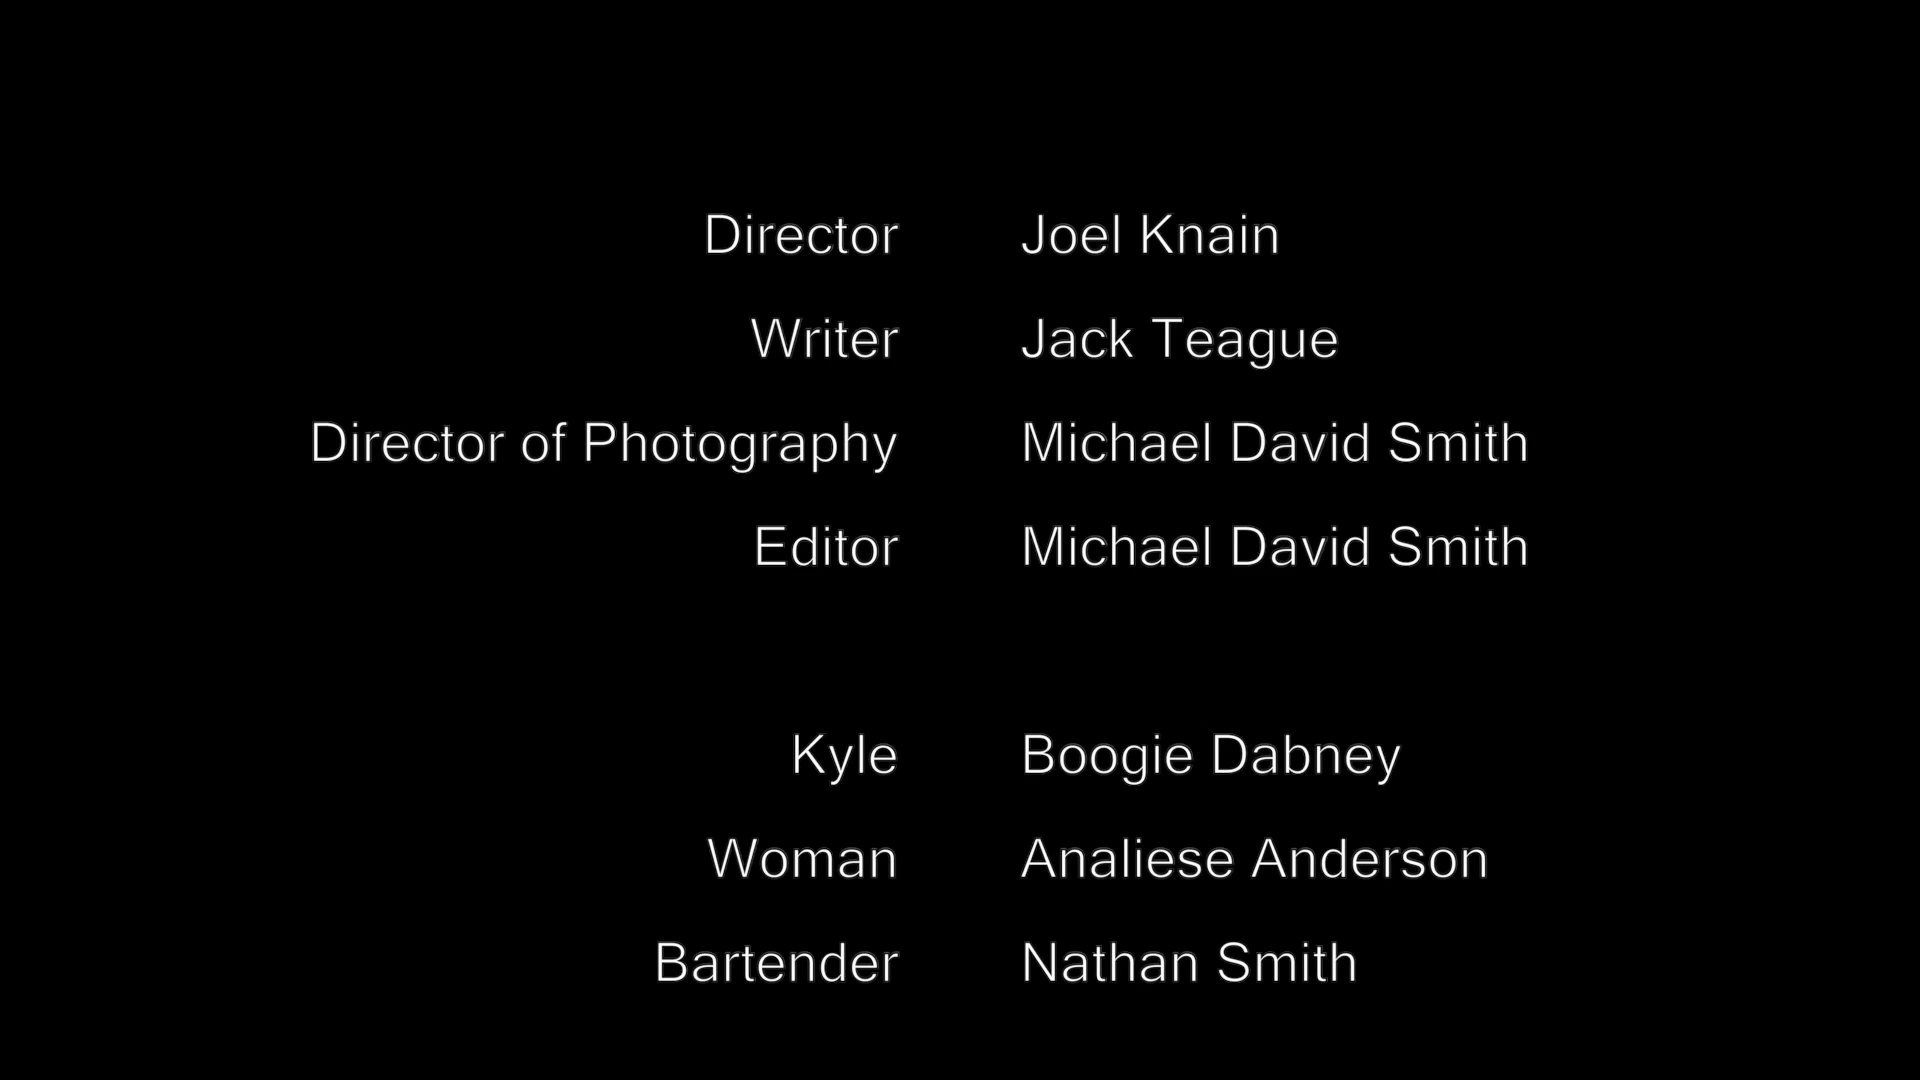 Director Joel Knain
Writer Jack Teague
Director of Photography Michael David Smith
Editor Michael David Smith
Kyle Boogie Dabney
Woman Analiese Anderson
Bartender Nathan Smith